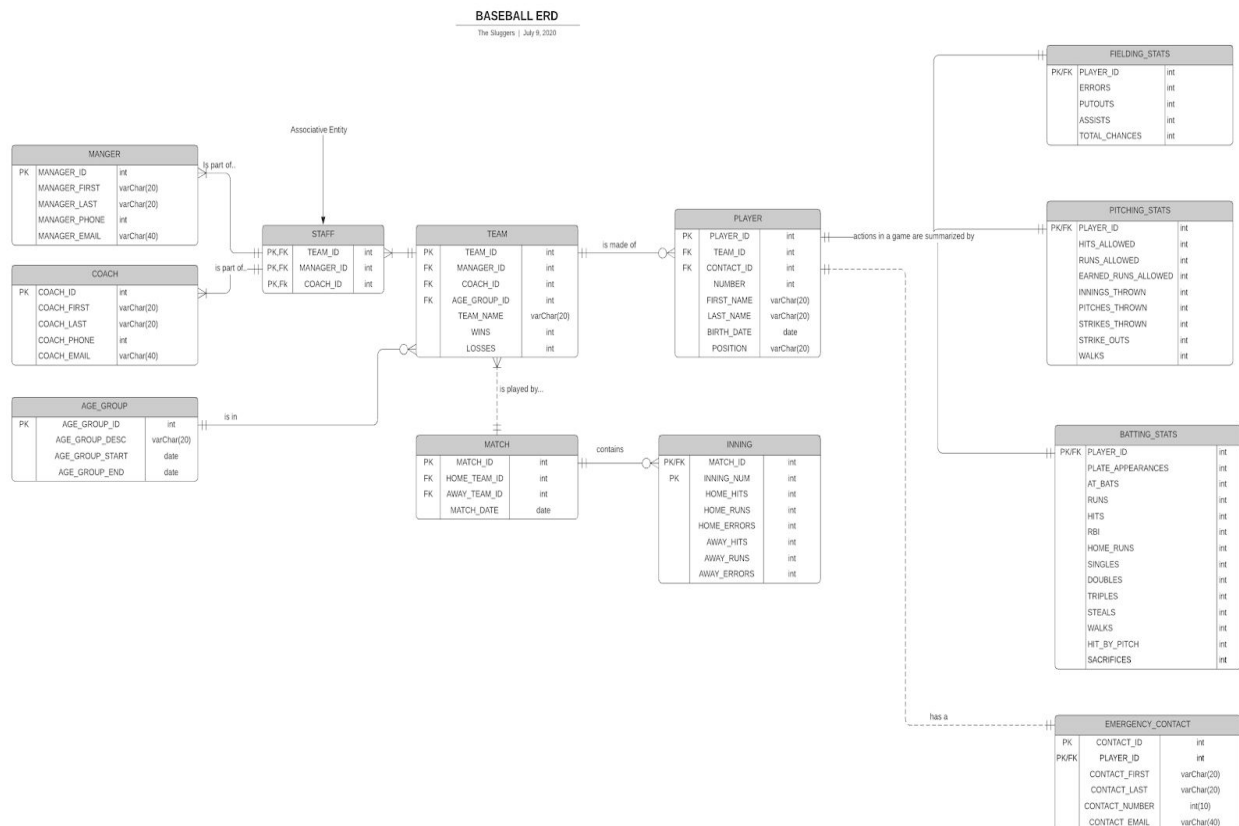 BASEBALL ERD
The Sluggers | July 9, 2020
FIELDING_STATS
PK/FK PLAYER_ID int
ERRORS int
PUTOUTS int
ASSISTS int
TOTAL_CHANCES int
Associative Entity
MANGER
PK MANAGER_ID int
MANAGER_FIRST varChar(20)
MANAGER_LAST varChar(20)
MANAGER_PHONE int
MANAGER_EMAIL varChar(40)
Is part of..
STAFF
PK,FK TEAM_ID int
PK,FK MANAGER_ID int
PK,Fk COACH_ID int
is part of..
COACH
PK COACH_ID int
COACH_FIRST varChar(20)
COACH_LAST varChar(20)
COACH_PHONE int
COACH_EMAIL varChar(40)
TEAM
PK TEAM_ID int
FK MANAGER_ID int
FK COACH_ID int
FK AGE_GROUP_ID int
TEAM_NAME varChar(20)
WINS int
LOSSES int
is made of
PLAYER
PK PLAYER_ID int
FK TEAM_ID int
FK CONTACT_ID int
NUMBER int
FIRST_NAME varChar(20)
LAST_NAME varChar(20)
BIRTH_DATE date
POSITION varChar(20)
actions in a game are summarized by
PITCHING_STATS
PK/FK PLAYER_ID int
HITS_ALLOWED int
RUNS_ALLOWED int
EARNED_RUNS_ALLOWED int
INNINGS_THROWN int
PITCHES_THROWN int
STRIKES_THROWN int
STRIKE_OUTS int
WALKS int
AGE_GROUP
PK AGE_GROUP_ID int
AGE_GROUP_DESC varChar(20)
AGE_GROUP_START date
AGE_GROUP_END date
is in
is played by...
MATCH
PK MATCH_ID int
FK HOME_TEAM_ID int
FK AWAY_TEAM_ID int
MATCH_DATE date
contains
INNING
PK/FK MATCH_ID int
PK INNING_NUM int
HOME_HITS int
HOME_RUNS int
HOME_ERRORS int
AWAY_HITS int
AWAY_RUNS int
AWAY_ERRORS int
BATTING_STATS
PK/FK PLAYER_ID int
PLATE_APPEARANCES int
AT_BATS int
RUNS int
HITS int
RBI int
HOME_RUNS int
SINGLES int
DOUBLES int
TRIPLES int
STEALS int
WALKS int
HIT_BY_PITCH int
SACRIFICES int
has a
EMERGENCY_CONTACT
PK CONTACT_ID int
PK/FK PLAYER_ID int
CONTACT_FIRST varChar(20)
CONTACT_LAST varChar(20)
CONTACT_NUMBER int(10)
CONTACT_EMAIL varChar(40)